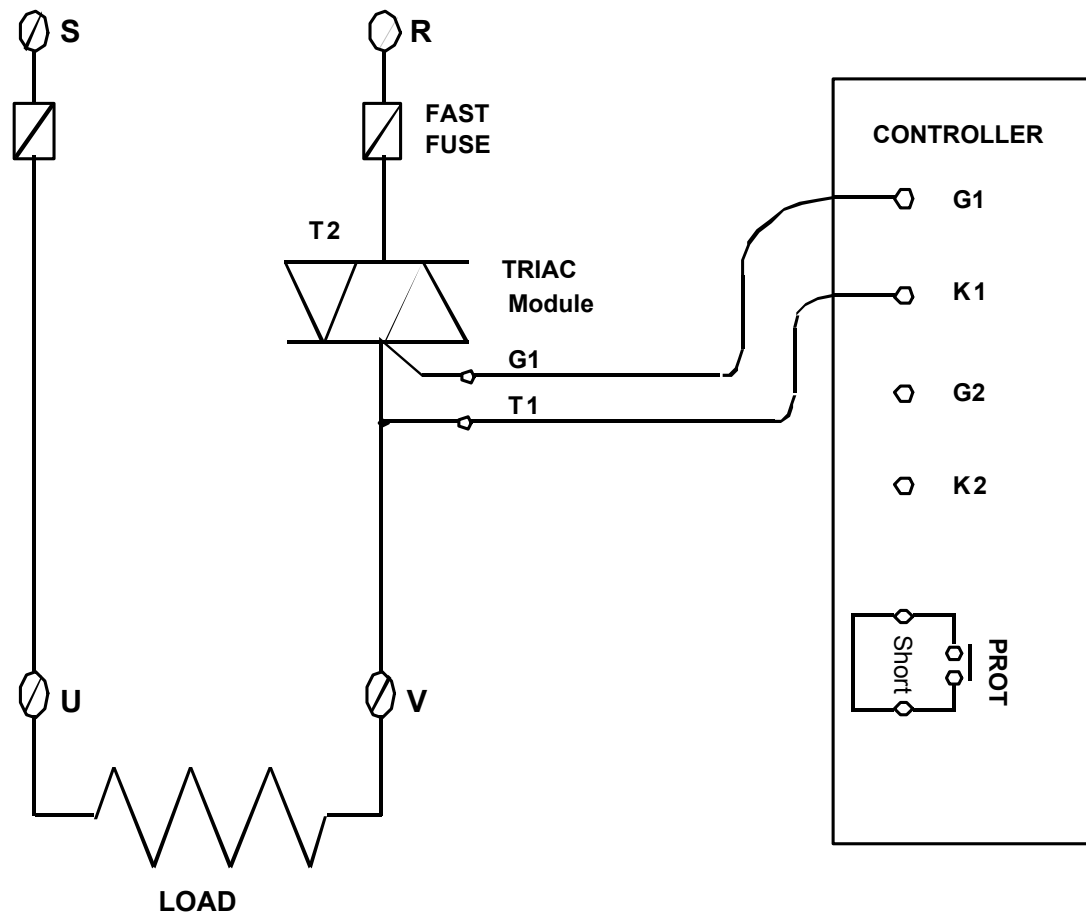 S
R
FAST
FUSE
CONTROLLER
G1
T2
TRIAC
Module
K1
G1
T1
G2
K2
Short
PROT
U
V
LOAD